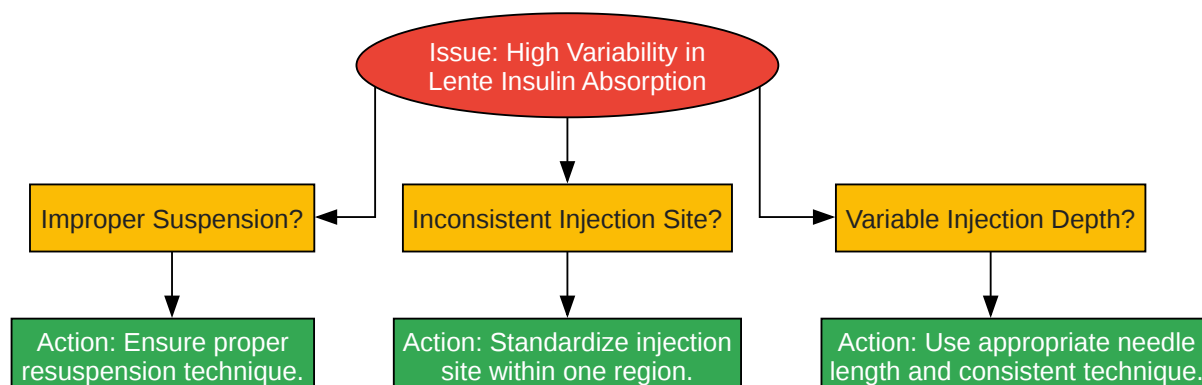 Issue: High Variability in
Lente Insulin Absorption
Improper Suspension?
Inconsistent Injection Site?
Variable Injection Depth?
Action: Ensure proper
resuspension technique.
Action: Standardize injection
site within one region.
Action: Use appropriate needle
length and consistent technique.